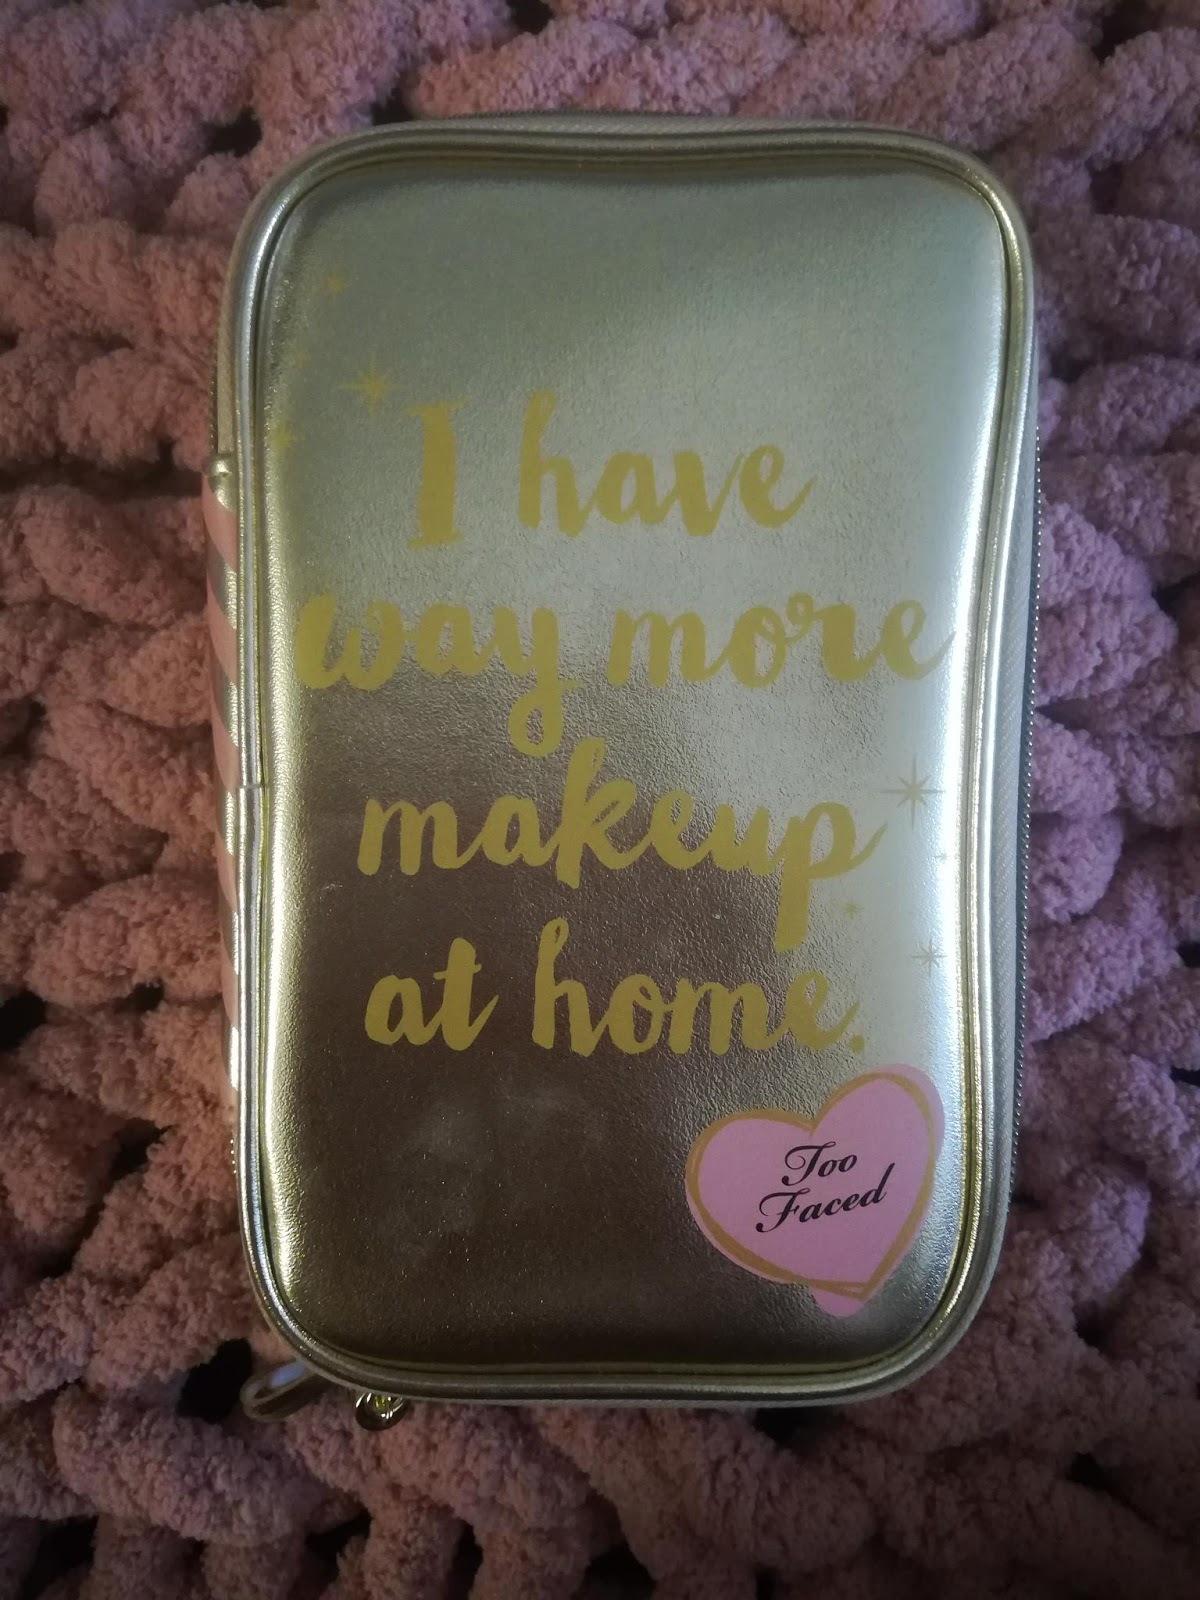 I have
way more
makeup
at home.
Too
Faced